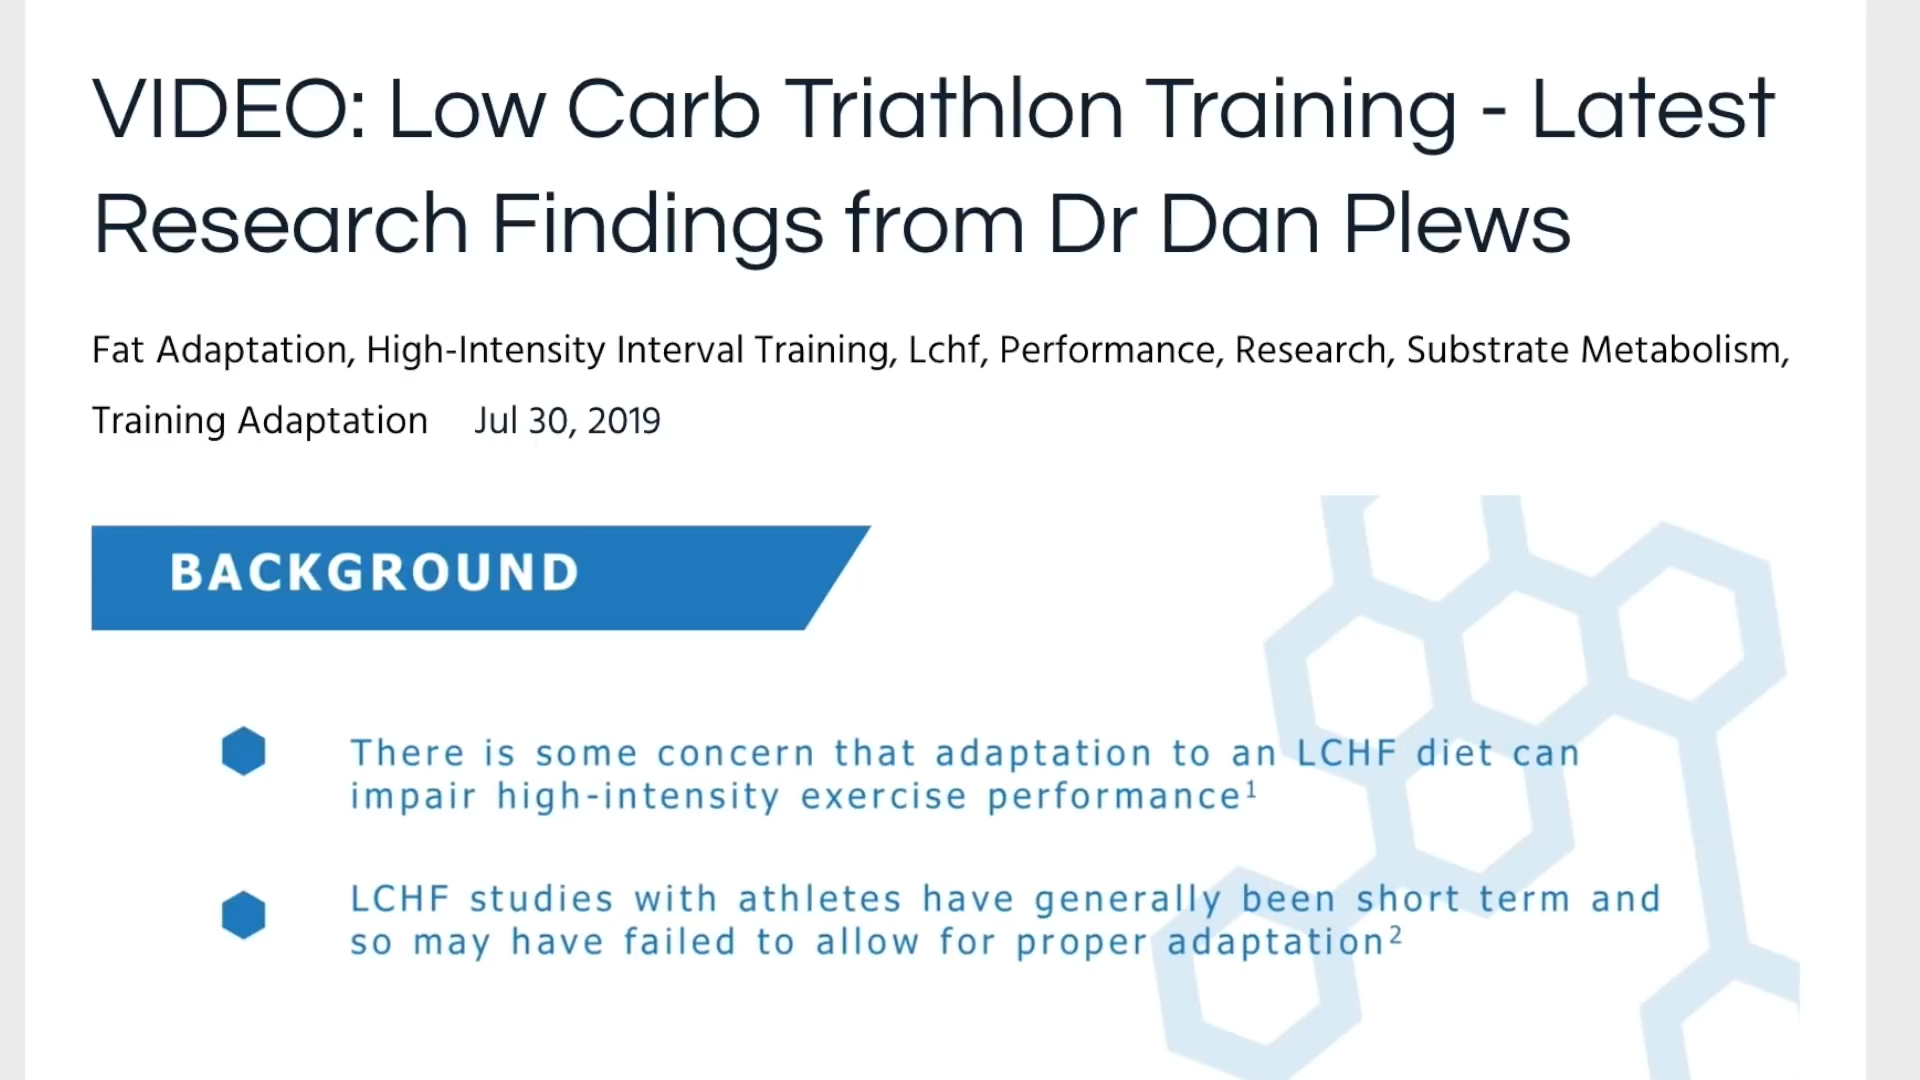 VIDEO: Low Carb Triathlon Training - Latest
Research Findings from Dr Dan Plews
Fat Adaptation, High-Intensity Interval Training, Lchf, Performance, Research, Substrate Metabolism,
Training Adaptation Jul 30, 2019
BACKGROUND
There is some concern that adaptation to an LCHF diet can
impair high-intensity exercise performance¹
LCHF studies with athletes have generally been short term and
so may have failed to allow for proper adaptation²